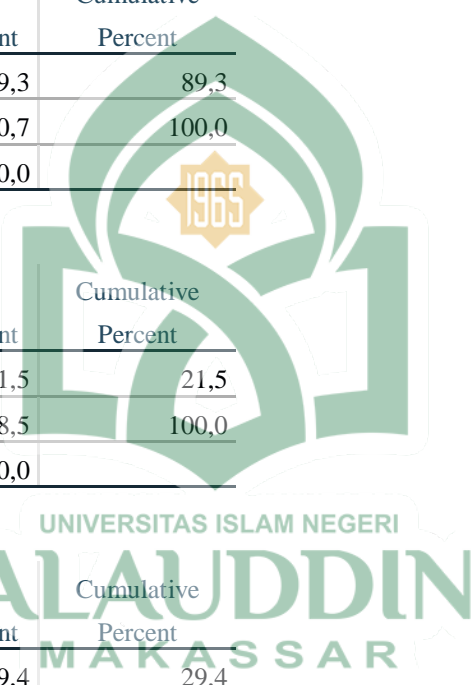 Cumulative
nt Percent
9,3 89,3
0,7 100,0
0,0
1965
Cumulative
nt Percent
1,5 21,5
8,5 100,0
0,0
UNIVERSITAS ISLAM NEGERI
ALAUDDIN
Cumulative
nt Percent
MAKASSAR
9,4 29,4